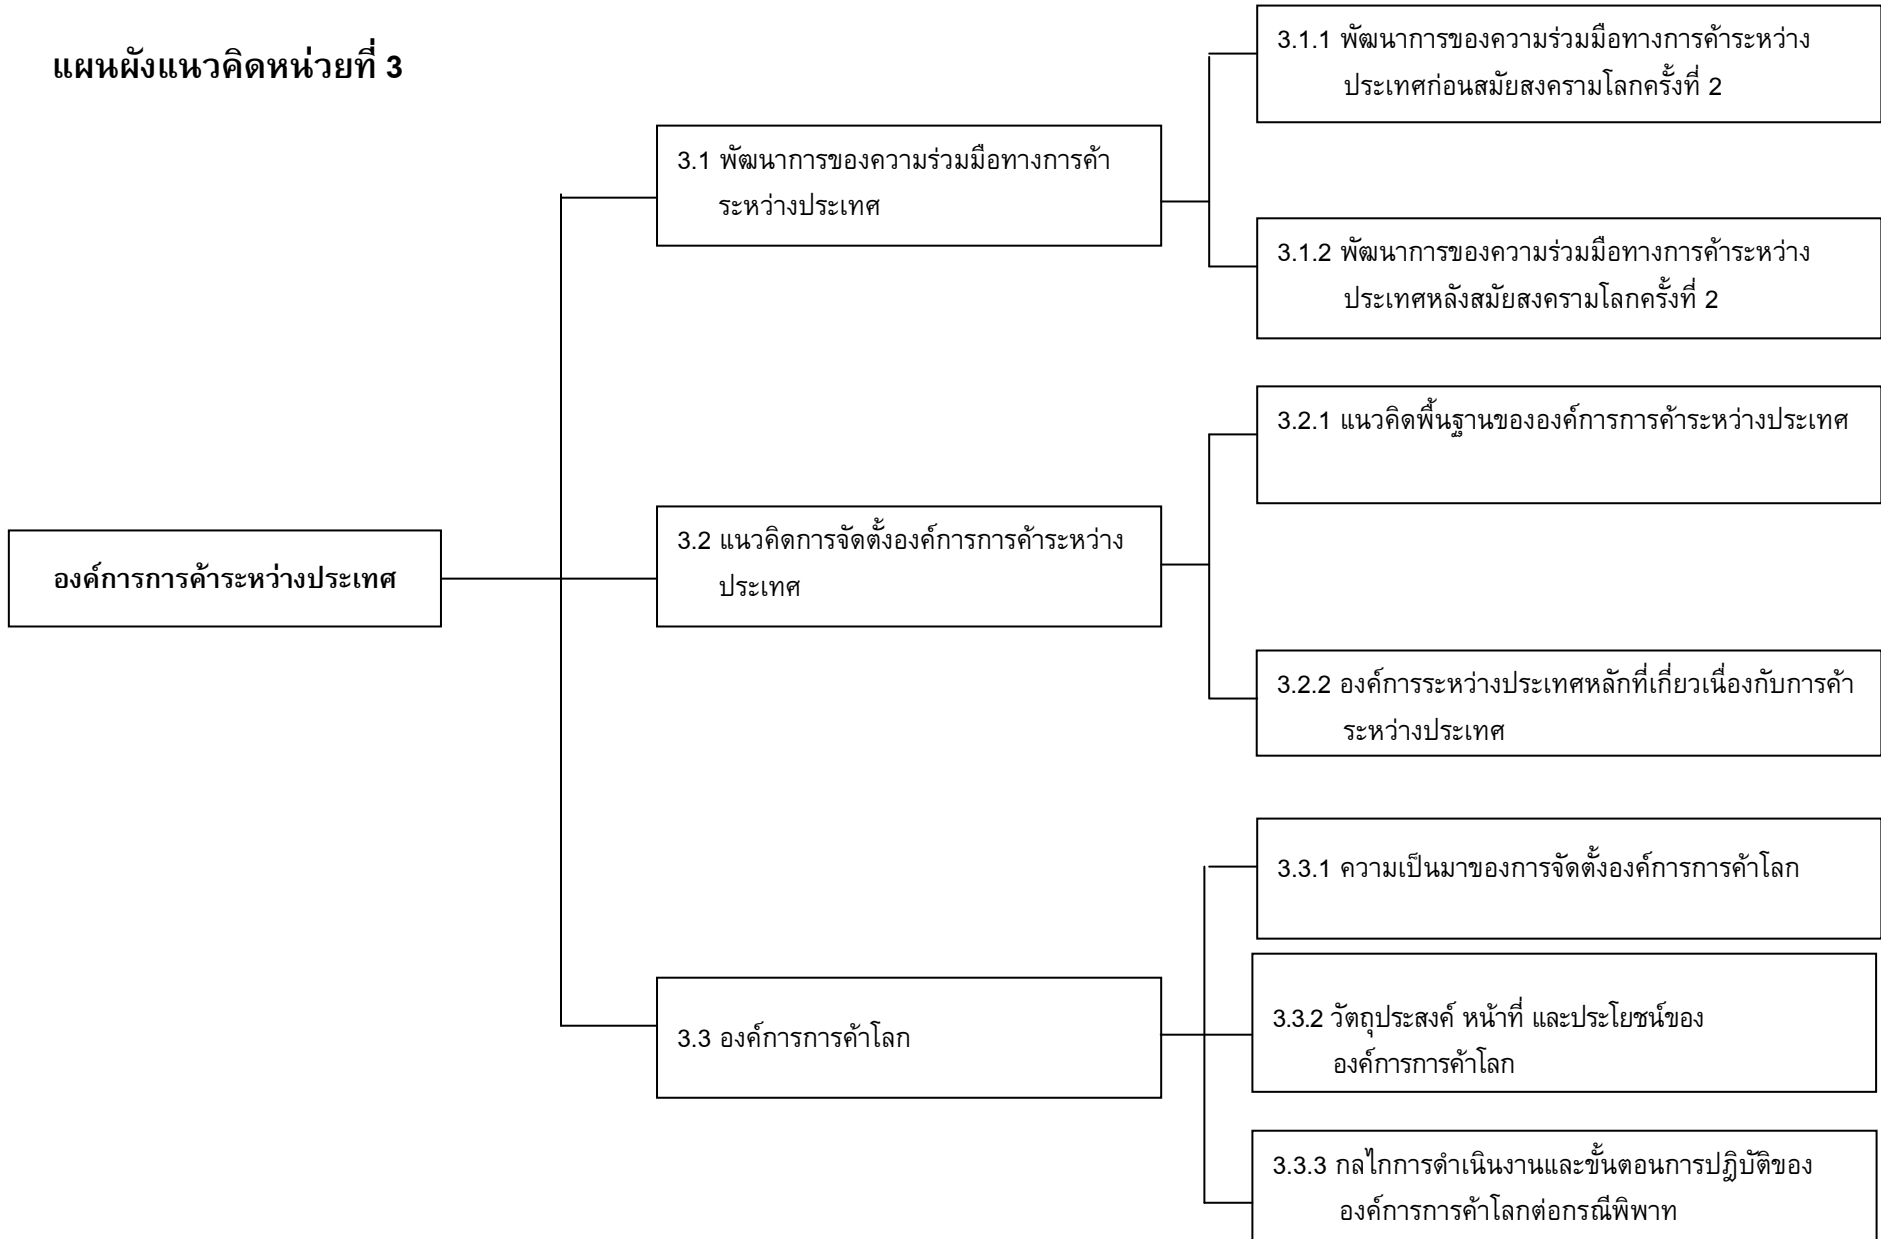 แผนผังแนวคิดหน่วยที่ 3
องค์การการค้าระหว่างประเทศ
3.1 พัฒนาการของความร่วมมือทางการค้า
ระหว่างประเทศ
3.1.1 พัฒนาการของความร่วมมือทางการค้าระหว่าง
ประเทศก่อนสมัยสงครามโลกครั้งที่ 2
3.1.2 พัฒนาการของความร่วมมือทางการค้าระหว่าง
ประเทศหลังสมัยสงครามโลกครั้งที่ 2
3.2 แนวคิดการจัดตั้งองค์การการค้าระหว่าง
ประเทศ
3.2.1 แนวคิดพื้นฐานขององค์การการค้าระหว่างประเทศ
3.2.2 องค์การระหว่างประเทศหลักที่เกี่ยวเนื่องกับการค้า
ระหว่างประเทศ
3.3 องค์การการค้าโลก
3.3.1 ความเป็นมาของการจัดตั้งองค์การการค้าโลก
3.3.2 วัตถุประสงค์ หน้าที่ และประโยชน์ของ
องค์การการค้าโลก
3.3.3 กลไกการดำเนินงานและขั้นตอนการปฏิบัติของ
องค์การการค้าโลกต่อกรณีพิพาท